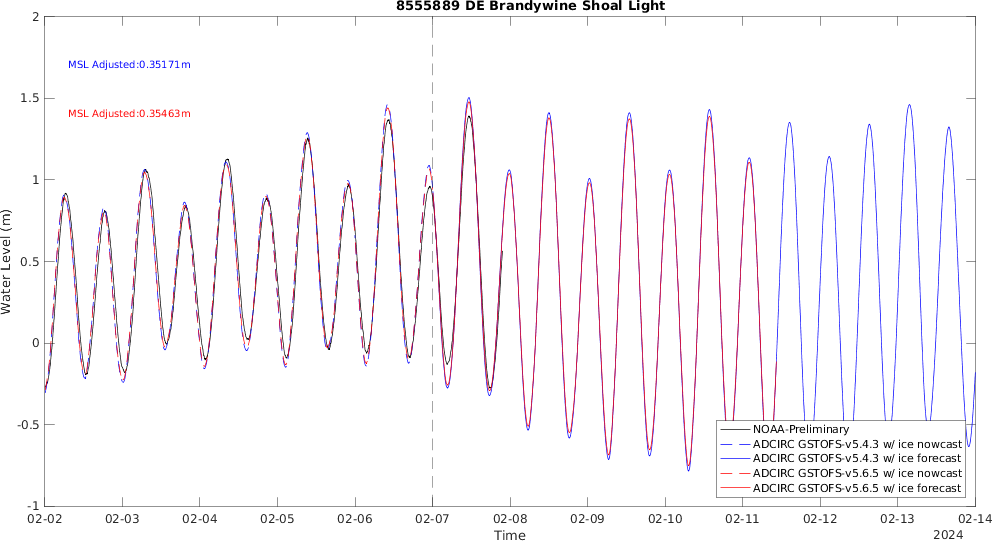 8555889 DE Brandywine Shoal Light
2
1.5
1
0.5
0
-0.5
-1
Water Level (m)
MSL Adjusted:0.35171m
MSL Adjusted:0.35463m
NOAA-Preliminary
ADCIRC GSTOFS-v5.4.3 w/ ice nowcast
ADCIRC GSTOFS-v5.4.3 w/ ice forecast
ADCIRC GSTOFS-v5.6.5 w/ ice nowcast
ADCIRC GSTOFS-v5.6.5 w/ ice forecast
02-02 02-03 02-04 02-05 02-06 02-07 02-08 02-09 02-10 02-11 02-12 02-13 02-14
Time
2024